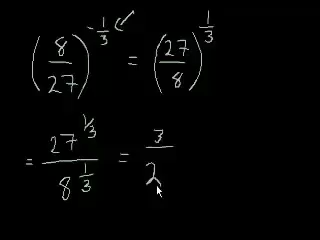 (8/27)^(-1/3) = (27/8)^(1/3)
= 27^(1/3)/8^(1/3) = 3/2